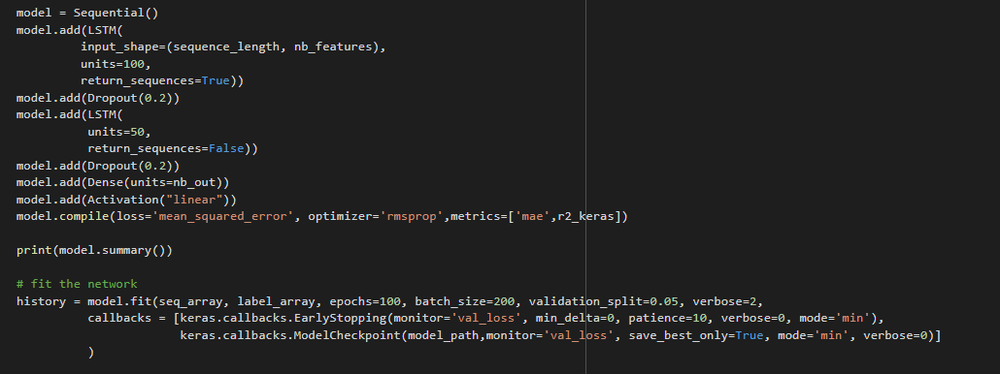 model = Sequential()
model.add(LSTM(
         input_shape=(sequence_length, nb_features),
         units=100,
         return_sequences=True))
model.add(Dropout(0.2))
model.add(LSTM(
          units=50,
          return_sequences=False))
model.add(Dropout(0.2))
model.add(Dense(units=nb_out))
model.add(Activation("linear"))
model.compile(loss='mean_squared_error', optimizer='rmsprop',metrics=['mae',r2_keras])

print(model.summary())

# fit the network
history = model.fit(seq_array, label_array, epochs=100, batch_size=200, validation_split=0.05, verbose=2,
          callbacks = [keras.callbacks.EarlyStopping(monitor='val_loss', min_delta=0, patience=10, verbose=0, mode='min'),
                       keras.callbacks.ModelCheckpoint(model_path,monitor='val_loss', save_best_only=True, mode='min', verbose=0)]
          )